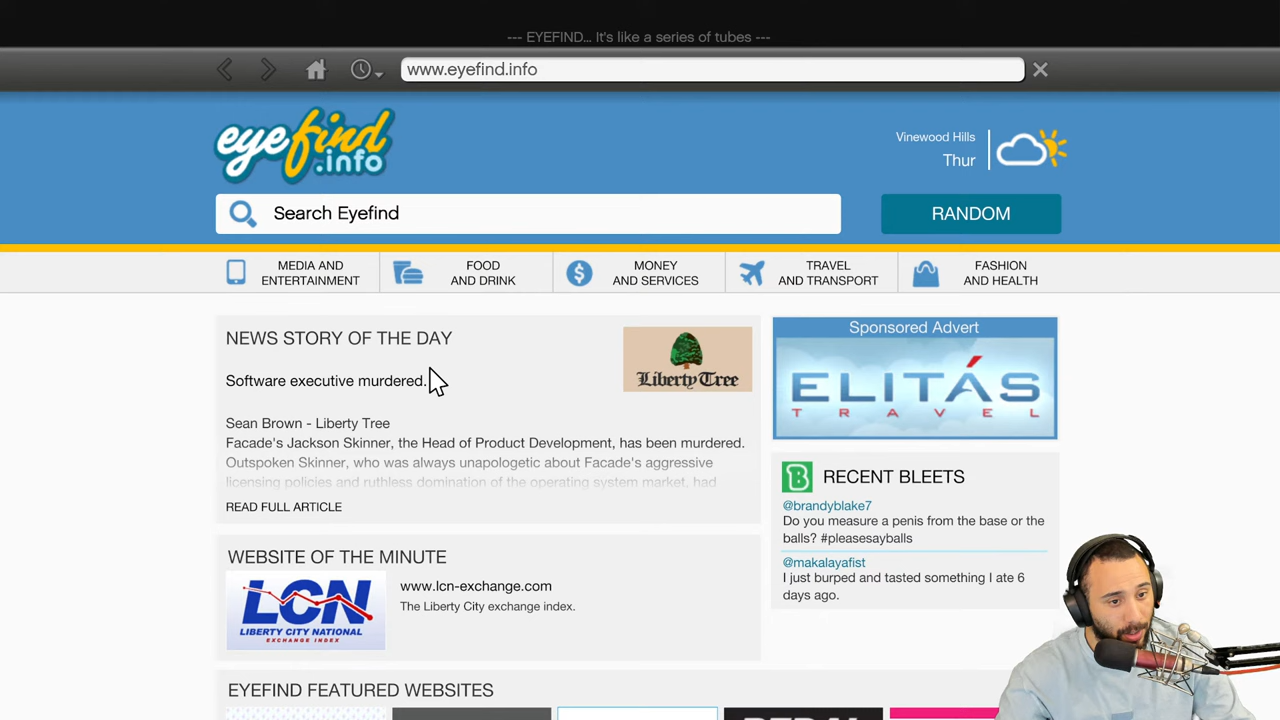 --- EYEFIND... It's like a series of tubes ---
www.eyefind.info
eyefind
.info
Vinewood Hills
Thur
Search Eyefind
RANDOM
MEDIA AND
ENTERTAINMENT
FOOD
AND DRINK
MONEY
AND SERVICES
TRAVEL
AND TRANSPORT
FASHION
AND HEALTH
NEWS STORY OF THE DAY
Liberty Tree
Software executive murdered.
Sean Brown - Liberty Tree
Facade's Jackson Skinner, the Head of Product Development, has been murdered.
Outspoken Skinner, who was always unapologetic about Facade's aggressive
licensing policies and ruthless domination of the operating system market, had
READ FULL ARTICLE
Sponsored Advert
ELITÁS
TRAVEL
RECENT BLEETS
@brandyblake7
Do you measure a penis from the base or the
balls? #pleasesayballs
@makalayafist
I just burped and tasted something I ate 6
days ago.
WEBSITE OF THE MINUTE
LCN
LIBERTY CITY NATIONAL
EXCHANGE INDEX
www.lcn-exchange.com
The Liberty City exchange index.
EYEFIND FEATURED WEBSITES